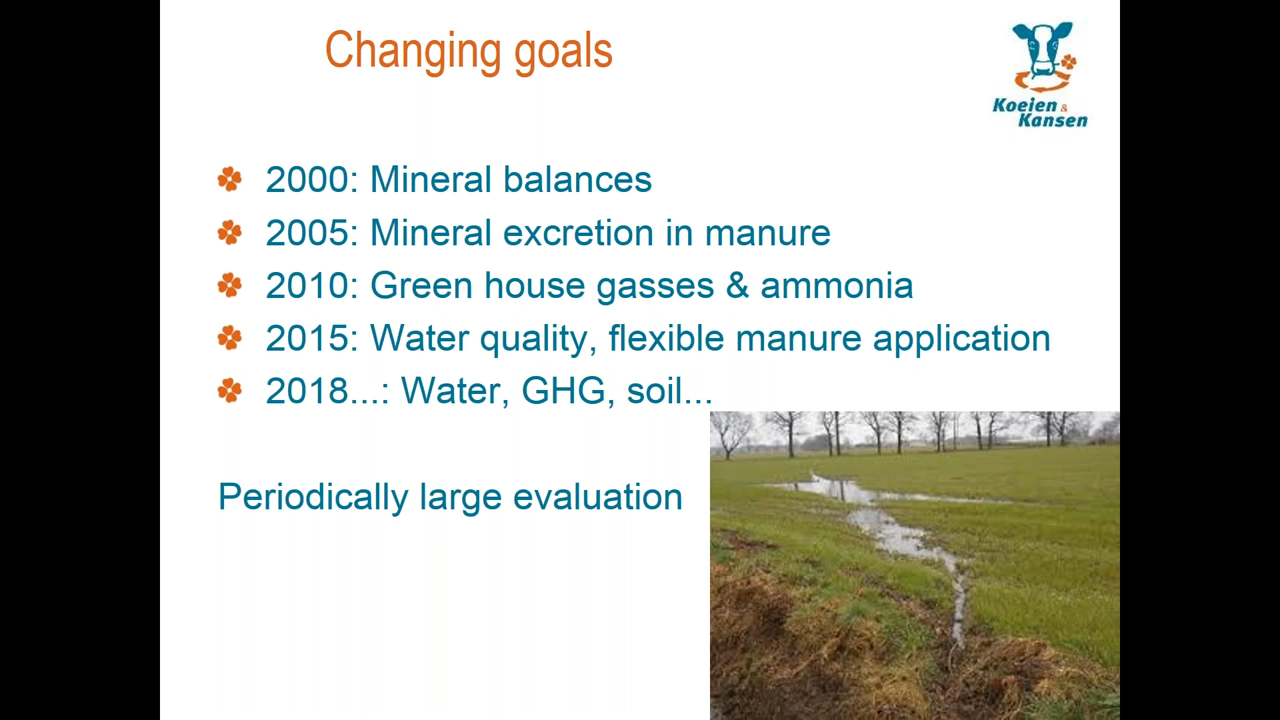 Changing goals
Koeien &
Kansen
2000: Mineral balances
2005: Mineral excretion in manure
2010: Green house gasses & ammonia
2015: Water quality, flexible manure application
2018...: Water, GHG, soil...
Periodically large evaluation